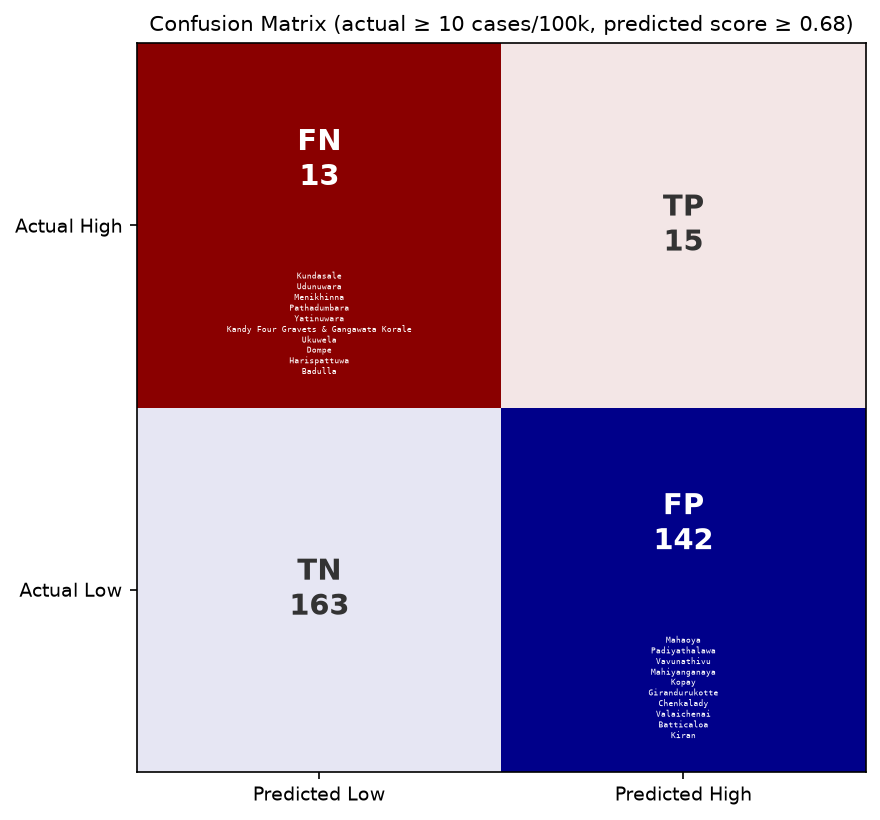 Confusion Matrix (actual ≥ 10 cases/100k, predicted score ≥ 0.68)
Actual High
FN
13
Kundasale
Udunuwara
Menikhinna
Pathadumbara
Yatinuwara
Kandy Four Gravets & Gangawata Korale
Ukuwela
Dompe
Harispattuwa
Badulla
TP
15
Actual Low
TN
163
FP
142
Mahaoya
Padiyathalawa
Vavunathivu
Mahiyanganaya
Kopay
Girandurukotte
Chenkalady
Valaichenai
Batticaloa
Kiran
Predicted Low
Predicted High